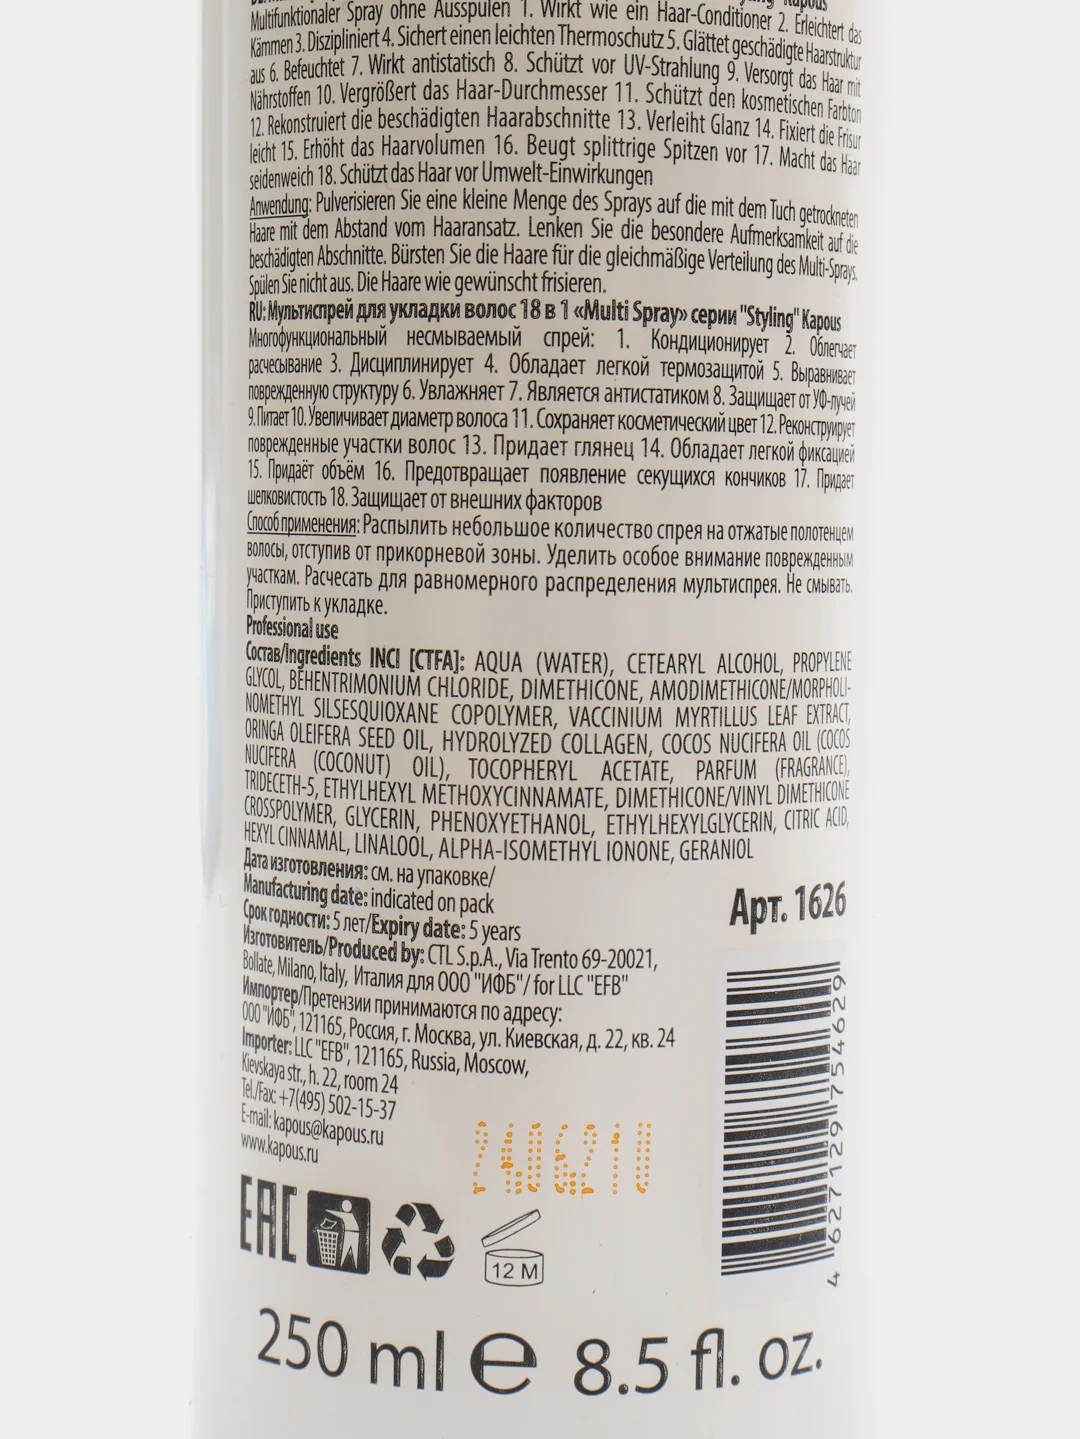 Kapous
Multifunktionaler Spray ohne Ausspülen 1. Wirkt wie ein Haar-Conditioner 2. Erleichtert das
Kämmen 3. Diszipliniert 4. Sichert einen leichten Thermoschutz 5. Glättet geschädigte Haarstruktur
aus 6. Befeuchtet 7. Wirkt antistatisch 8. Schützt vor UV-Strahlung 9. Versorgt das Haar mit
Nährstoffen 10. Vergrößert das Haar-Durchmesser 11. Schützt den kosmetischen Farbton
12. Rekonstruiert die beschädigten Haarabschnitte 13. Verleiht Glanz 14. Fixiert die Frisur
leicht 15. Erhöht das Haarvolumen 16. Beugt splittrige Spitzen vor 17. Macht das Haar
seidenweich 18. Schützt das Haar vor Umwelt-Einwirkungen
Anwendung: Pulverisieren Sie eine kleine Menge des Sprays auf die mit dem Tuch getrockneten
Haare mit dem Abstand vom Haaransatz. Lenken Sie die besondere Aufmerksamkeit auf die
beschädigten Abschnitte. Bürsten Sie die Haare für die gleichmäßige Verteilung des Multi-Sprays.
Spülen Sie nicht aus. Die Haare wie gewünscht frisieren.
RU: Мультиспрей для укладки волос 18 в 1 «Multi Spray» серии "Styling" Kapous
Многофункциональный несмываемый спрей: 1. Кондиционирует 2. Облегчает
расчесывание 3. Дисциплинирует 4. Обладает легкой термозащитой 5. Выравнивает
поврежденную структуру 6. Увлажняет 7. Является антистатиком 8. Защищает от УФ-лучей
9. Питает 10. Увеличивает диаметр волоса 11. Сохраняет косметический цвет 12. Реконструирует
поврежденные участки волос 13. Придает глянец 14. Обладает легкой фиксацией
15. Придаёт объём 16. Предотвращает появление секущихся кончиков 17. Придает
шелковистость 18. Защищает от внешних факторов
Способ применения: Распылить небольшое количество спрея на отжатые полотенцем
волосы, отступив от прикорневой зоны. Уделить особое внимание поврежденным
участкам. Расчесать для равномерного распределения мультиспрея. Не смывать.
Приступить к укладке.
Professional use
Состав/Ingredients INCI [CTFA]: AQUA (WATER), CETEARYL ALCOHOL, PROPYLENE
GLYCOL, BEHENTRIMONIUM CHLORIDE, DIMETHICONE, AMODIMETHICONE/MORPHOLI-
NOMETHYL SILSESQUIOXANE COPOLYMER, VACCINIUM MYRTILLUS LEAF EXTRACT,
ORINGA OLEIFERA SEED OIL, HYDROLYZED COLLAGEN, COCOS NUCIFERA OIL (COCOS
NUCIFERA (COCONUT) OIL), TOCOPHERYL ACETATE, PARFUM (FRAGRANCE),
TRIDECETH-5, ETHYLHEXYL METHOXYCINNAMATE, DIMETHICONE/VINYL DIMETHICONE
CROSSPOLYMER, GLYCERIN, PHENOXYETHANOL, ETHYLHEXYLGLYCERIN, CITRIC ACID,
HEXYL CINNAMAL, LINALOOL, ALPHA-ISOMETHYL IONONE, GERANIOL
Дата изготовления: см. на упаковке/
Manufacturing date: indicated on pack
Срок годности: 5 лет/Expiry date: 5 years
Изготовитель/Produced by: CTL S.p.A., Via Trento 69-20021,
Bollate, Milano, Italy, Италия для ООО "ИФБ"/ for LLC "EFB"
Импортер/Претензии принимаются по адресу:
ООО "ИФБ", 121165, Россия, г. Москва, ул. Киевская, д. 22, кв. 24
Importer: LLC "EFB", 121165, Russia, Moscow,
Kievskaya str., h. 22, room 24
Tel./Fax: +7(495) 502-15-37
E-mail: kapous@kapous.ru
www.kapous.ru
Арт. 1626
4 627129 754629
2406210
EAC
12 M
250 ml e 8.5 fl. oz.